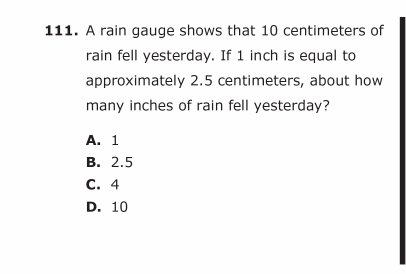 111. A rain gauge shows that 10 centimeters of
rain fell yesterday. If 1 inch is equal to
approximately 2.5 centimeters, about how
many inches of rain fell yesterday?
A. 1
B. 2.5
C. 4
D. 10